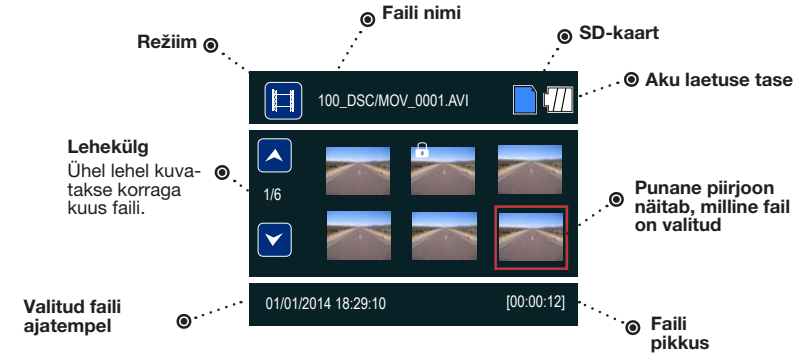 Faili nimi
Režiim
SD-kaart
Aku laetuse tase
100_DSC/MOV_0001.AVI
Lehekülg
Ühel lehel kuva-
takse korraga
kuus faili.
1/6
Punane piirjoon
näitab, milline fail
on valitud
Valitud faili
ajatempel
01/01/2014 18:29:10
[00:00:12]
Faili
pikkus